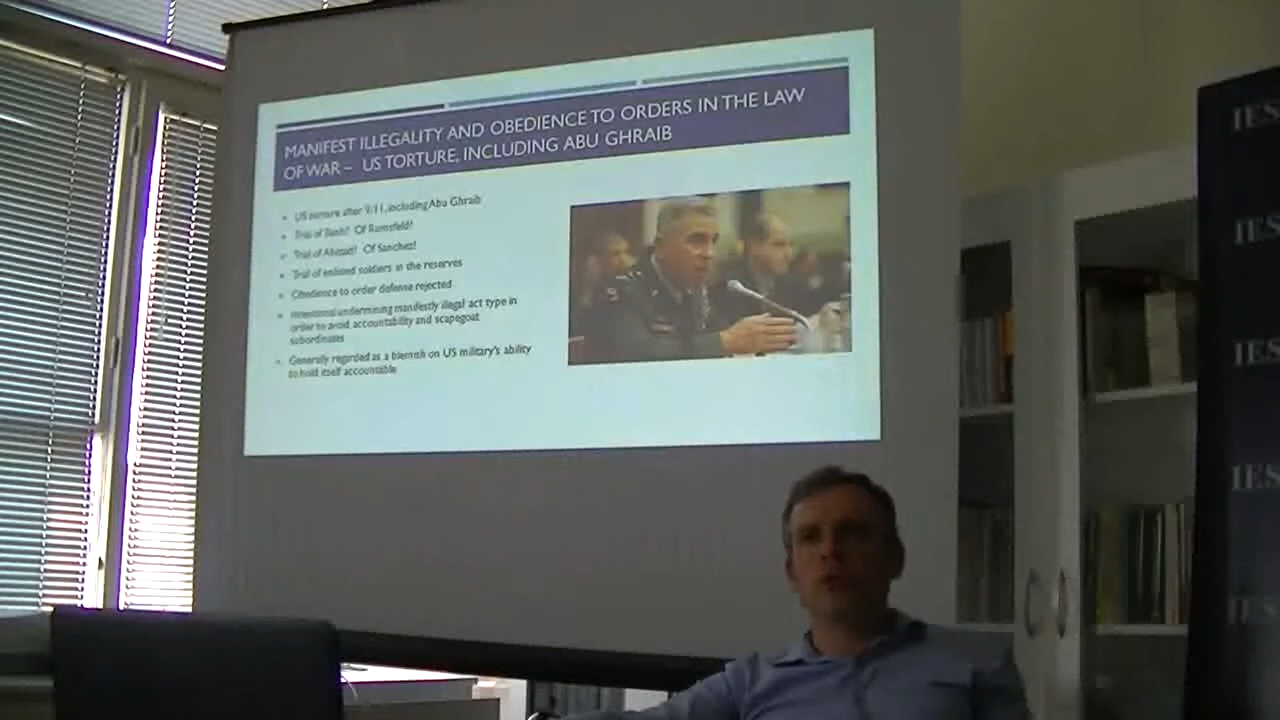 MANIFEST ILLEGALITY AND OBEDIENCE TO ORDERS IN THE LAW
OF WAR – US TORTURE, INCLUDING ABU GHRAIB
US torture after 9/11, including Abu Ghraib
Trial of Bush? Of Rumsfeld?
Trial of Abizaid? Of Sanchez?
Trial of enlisted soldiers in the reserves
Obedience to order defense rejected
Intentional undermining manifestly illegal act type in
order to avoid accountability and scapegoat
subordinates
Generally regarded as a blemish on US military's ability
to hold itself accountable
IES
IES
IES
IES
IES